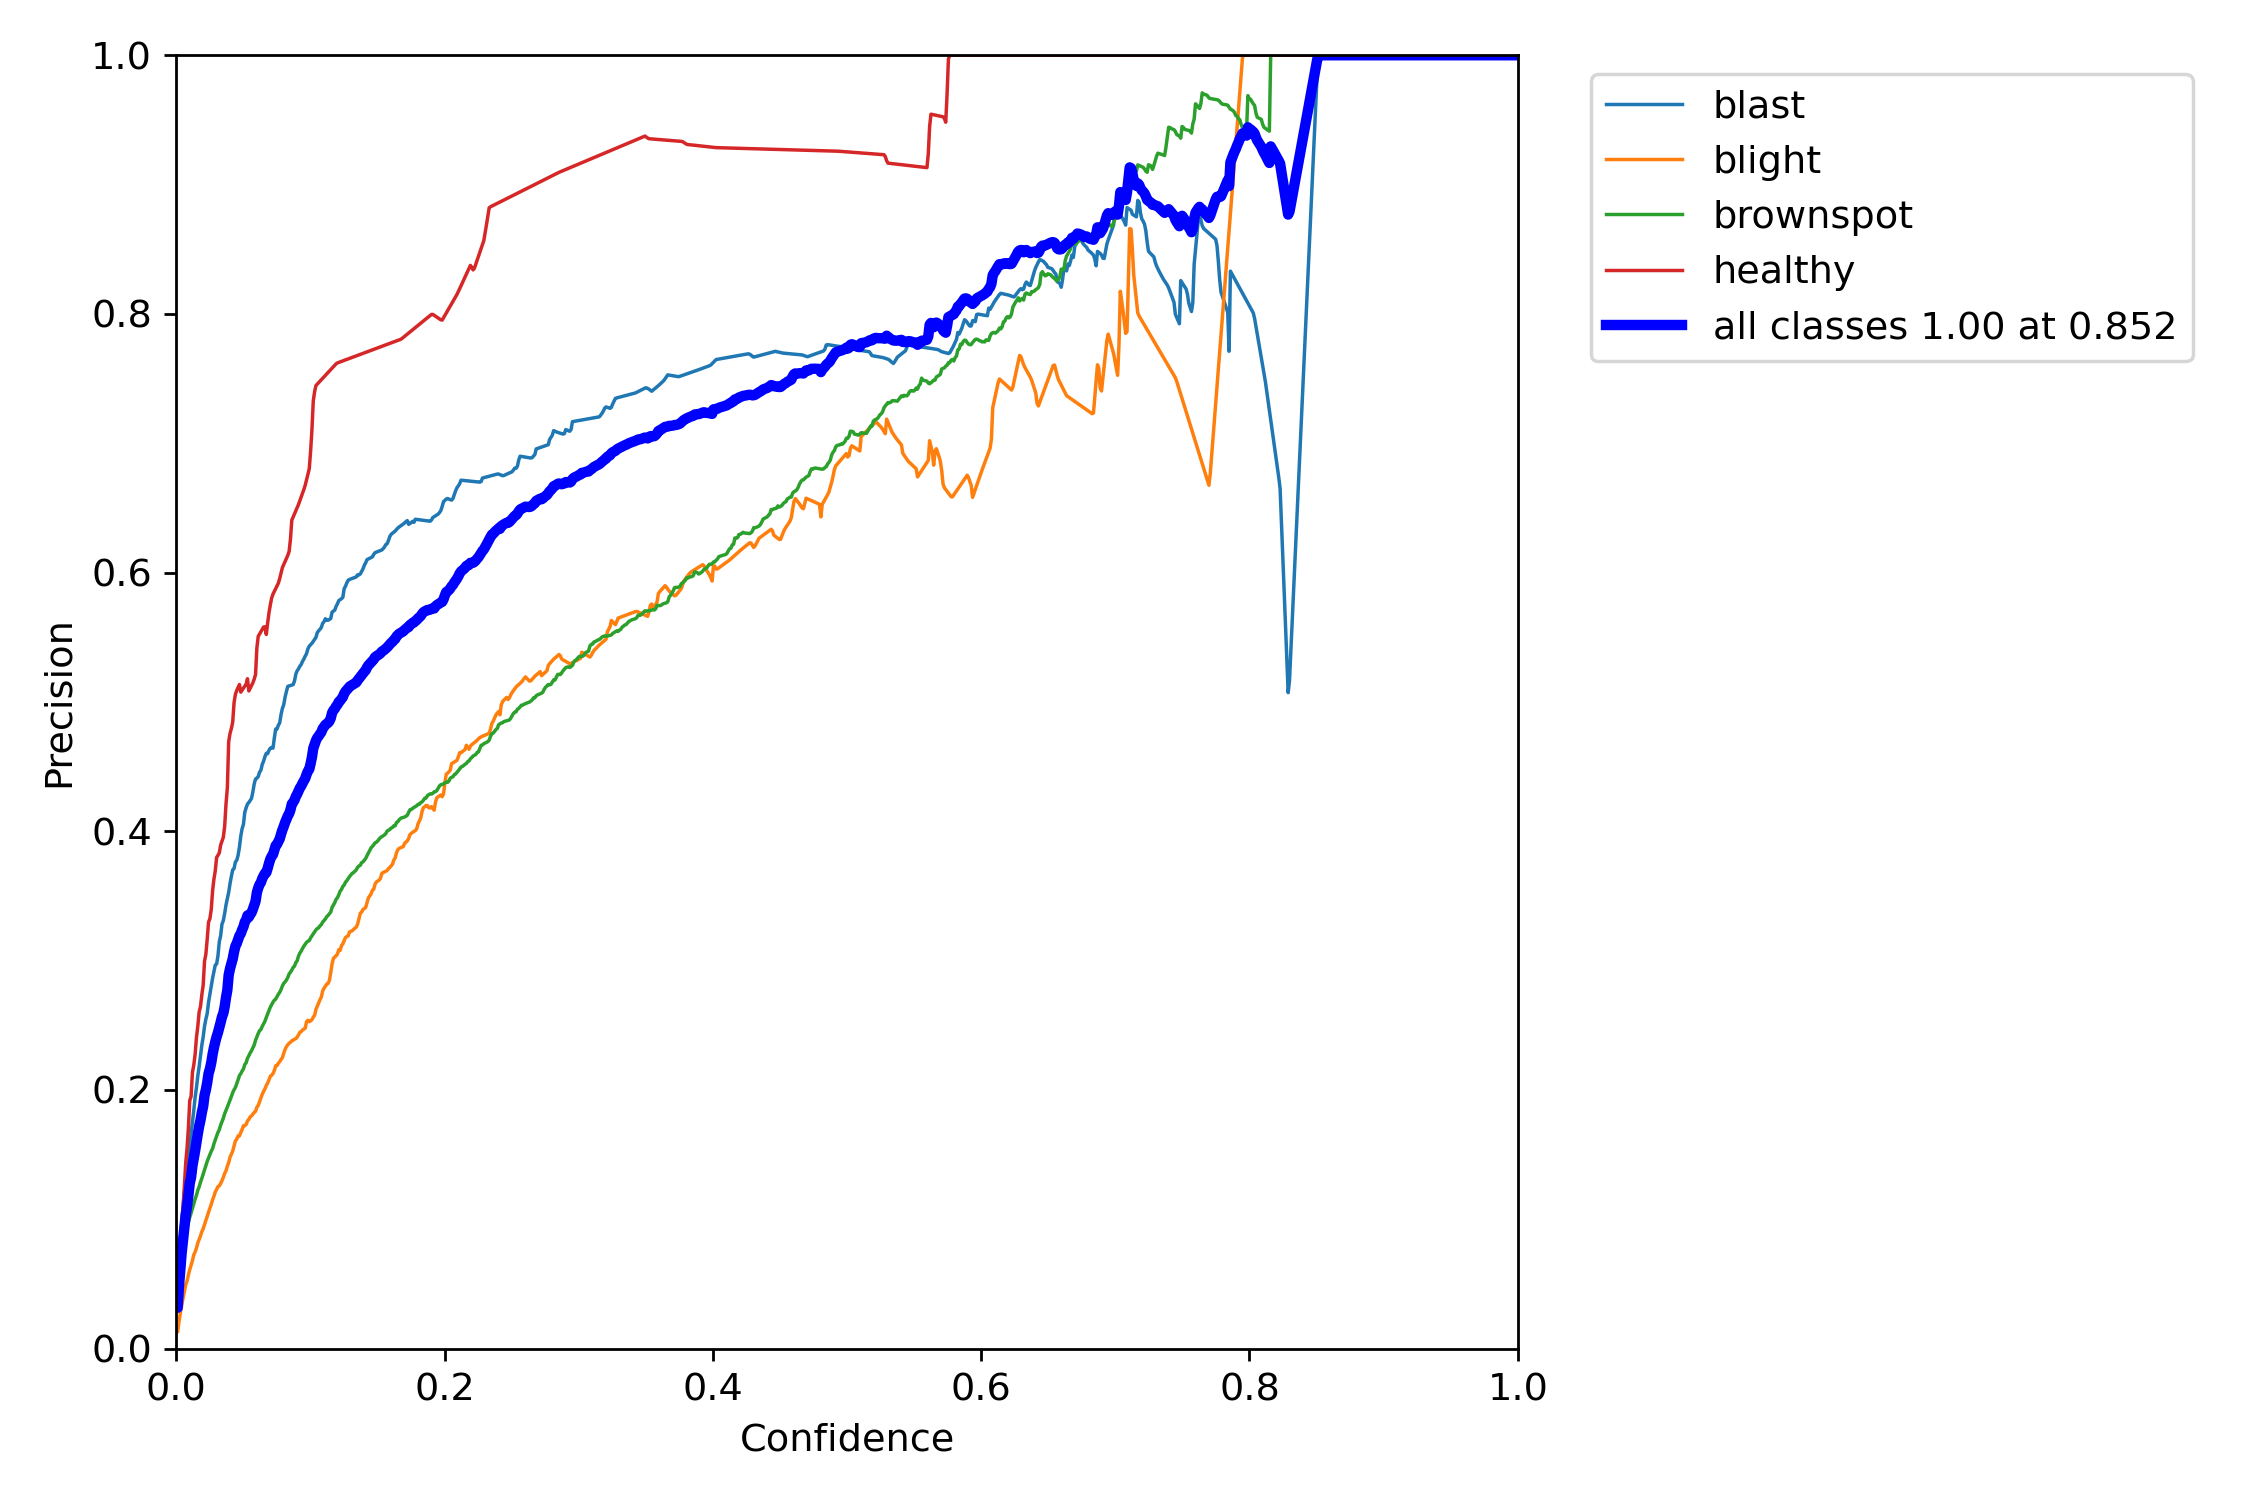 1.0
0.8
0.6
0.4
0.2
0.0
Precision
0.0 0.2 0.4 0.6 0.8 1.0
Confidence
blast
blight
brownspot
healthy
all classes 1.00 at 0.852